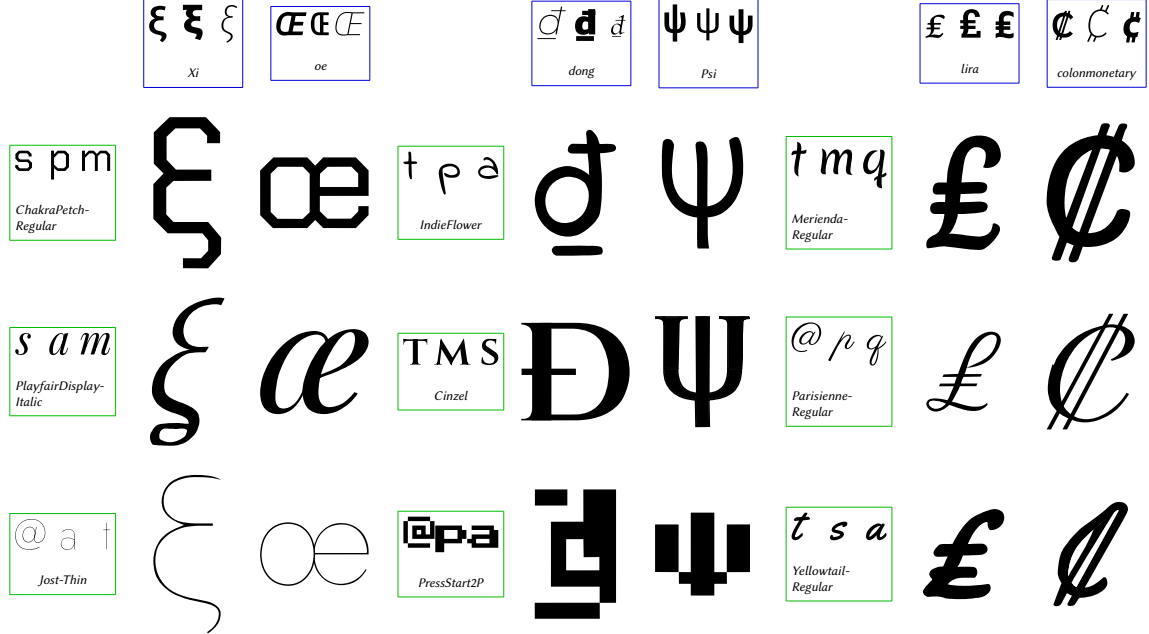 ξ ξ ξ
Xi
Œ Œ Œ
oe
₫ ₫ ₫
dong
ψ ψ ψ
Psi
₤ ₤ ₤
lira
₡ ₡ ₡
colonmonetary
s p m
ChakraPetch-
Regular
ξ œ
t p a
IndieFlower
₫ ψ
t m q
Merienda-
Regular
₤ ₡
s a m
PlayfairDisplay-
Italic
ξ œ
T M S
Cinzel
Đ ψ
@ p q
Parisienne-
Regular
₤ ₡
@ a t
Jost-Thin
ξ œ
@ p a
PressStart2P
₫ ψ
t s a
Yellowtail-
Regular
₤ ₡